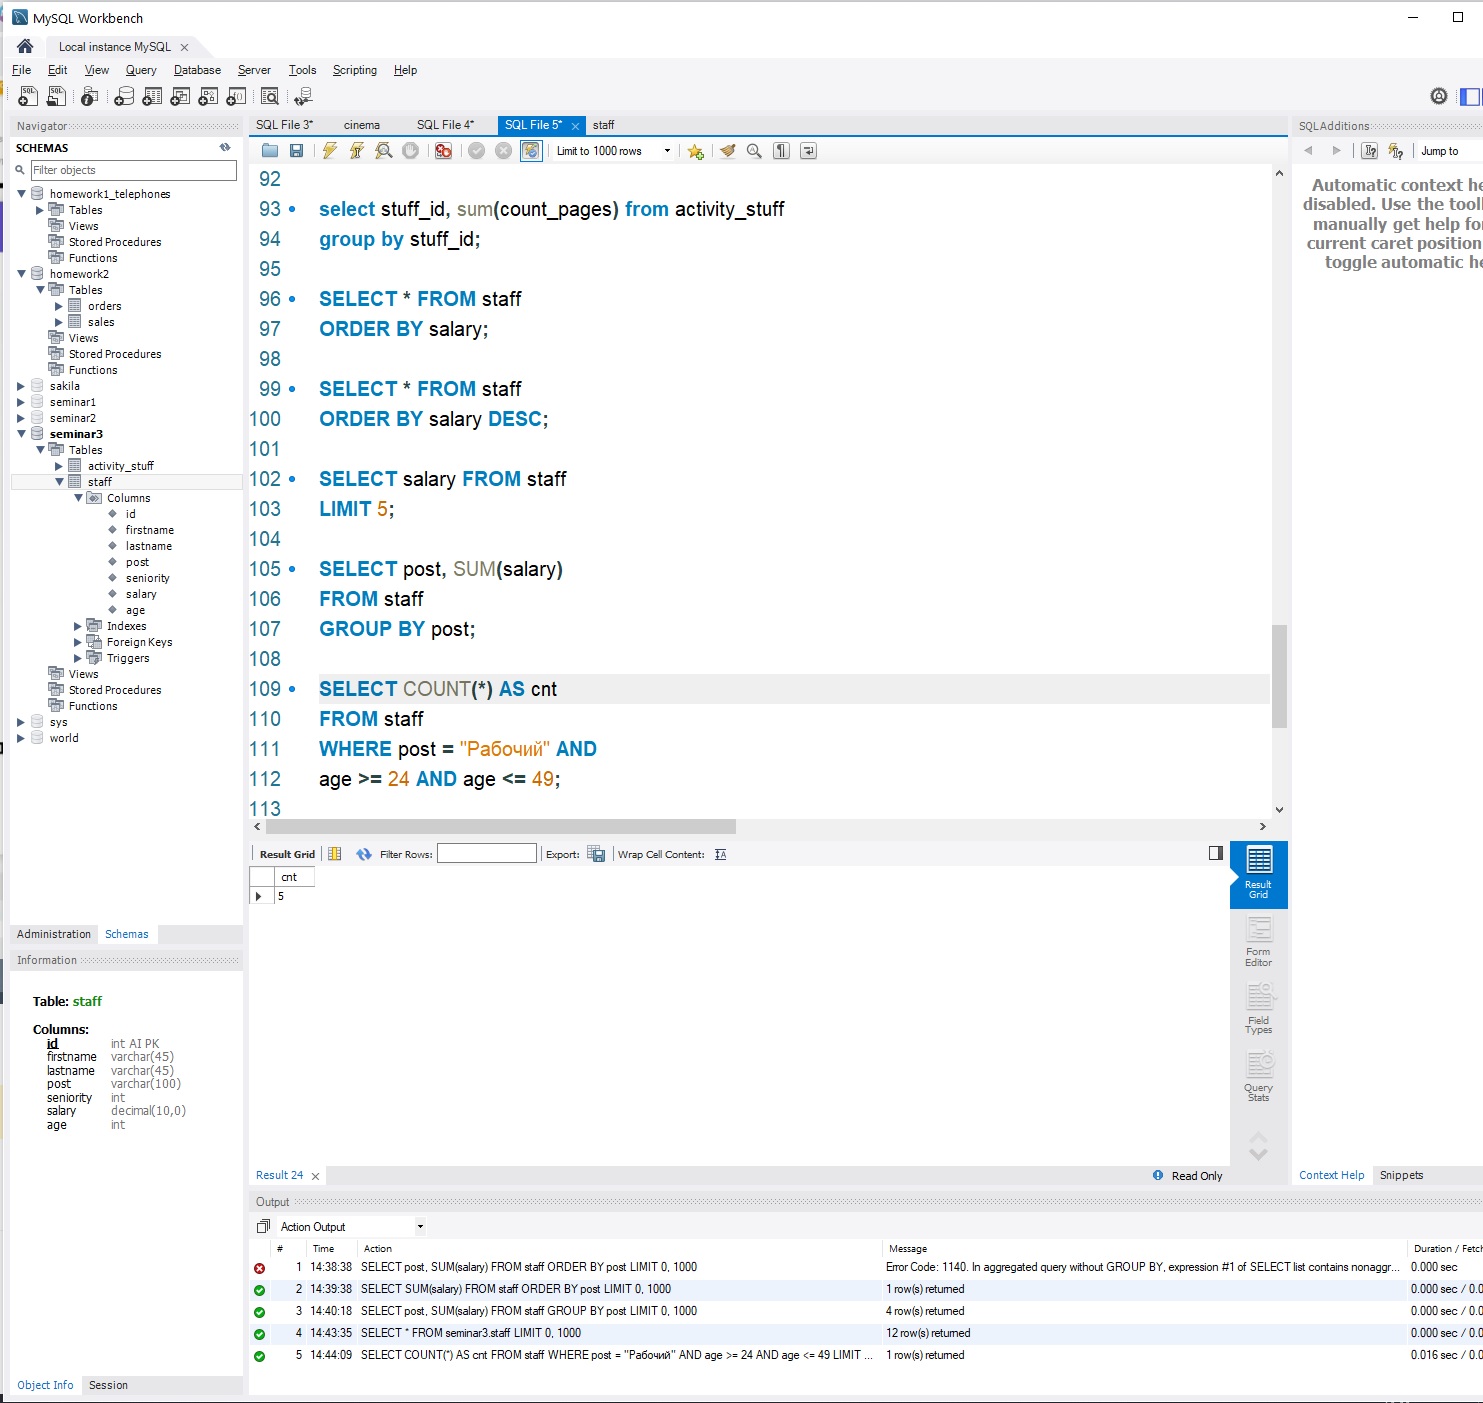 MySQL Workbench
Local instance MySQL
File Edit View Query Database Server Tools Scripting Help
Navigator
SCHEMAS
Filter objects
homework1_telephones
Tables
Views
Stored Procedures
Functions
homework2
Tables
orders
sales
Views
Stored Procedures
Functions
sakila
seminar1
seminar2
seminar3
Tables
activity_stuff
staff
Columns
id
firstname
lastname
post
seniority
salary
age
Indexes
Foreign Keys
Triggers
Views
Stored Procedures
Functions
sys
world
Administration Schemas
Information
Table: staff
Columns:
id int AI PK
firstname varchar(45)
lastname varchar(45)
post varchar(100)
seniority int
salary decimal(10,0)
age int
Object Info Session
SQL File 3* cinema SQL File 4* SQL File 5* staff
Limit to 1000 rows
92
93 select stuff_id, sum(count_pages) from activity_stuff
94 group by stuff_id;
95
96 SELECT * FROM staff
97 ORDER BY salary;
98
99 SELECT * FROM staff
100 ORDER BY salary DESC;
101
102 SELECT salary FROM staff
103 LIMIT 5;
104
105 SELECT post, SUM(salary)
106 FROM staff
107 GROUP BY post;
108
109 SELECT COUNT(*) AS cnt
110 FROM staff
111 WHERE post = "Рабочий" AND
112 age >= 24 AND age <= 49;
113
Result Grid Filter Rows: Export: Wrap Cell Content:
cnt
5
Result Grid
Form Editor
Field Types
Query Stats
Result 24
Read Only
SQLAdditions
Jump to
Automatic context he
disabled. Use the tool
manually get help for
current caret position
toggle automatic he
Context Help Snippets
Output
Action Output
# Time Action Message Duration / Fetch
1 14:38:38 SELECT post, SUM(salary) FROM staff ORDER BY post LIMIT 0, 1000 Error Code: 1140. In aggregated query without GROUP BY, expression #1 of SELECT list contains nonaggr... 0.000 sec
2 14:39:38 SELECT SUM(salary) FROM staff ORDER BY post LIMIT 0, 1000 1 row(s) returned 0.000 sec / 0.0
3 14:40:18 SELECT post, SUM(salary) FROM staff GROUP BY post LIMIT 0, 1000 4 row(s) returned 0.000 sec / 0.0
4 14:43:35 SELECT * FROM seminar3.staff LIMIT 0, 1000 12 row(s) returned 0.000 sec / 0.0
5 14:44:09 SELECT COUNT(*) AS cnt FROM staff WHERE post = "Рабочий" AND age >= 24 AND age <= 49 LIMIT ... 1 row(s) returned 0.016 sec / 0.0